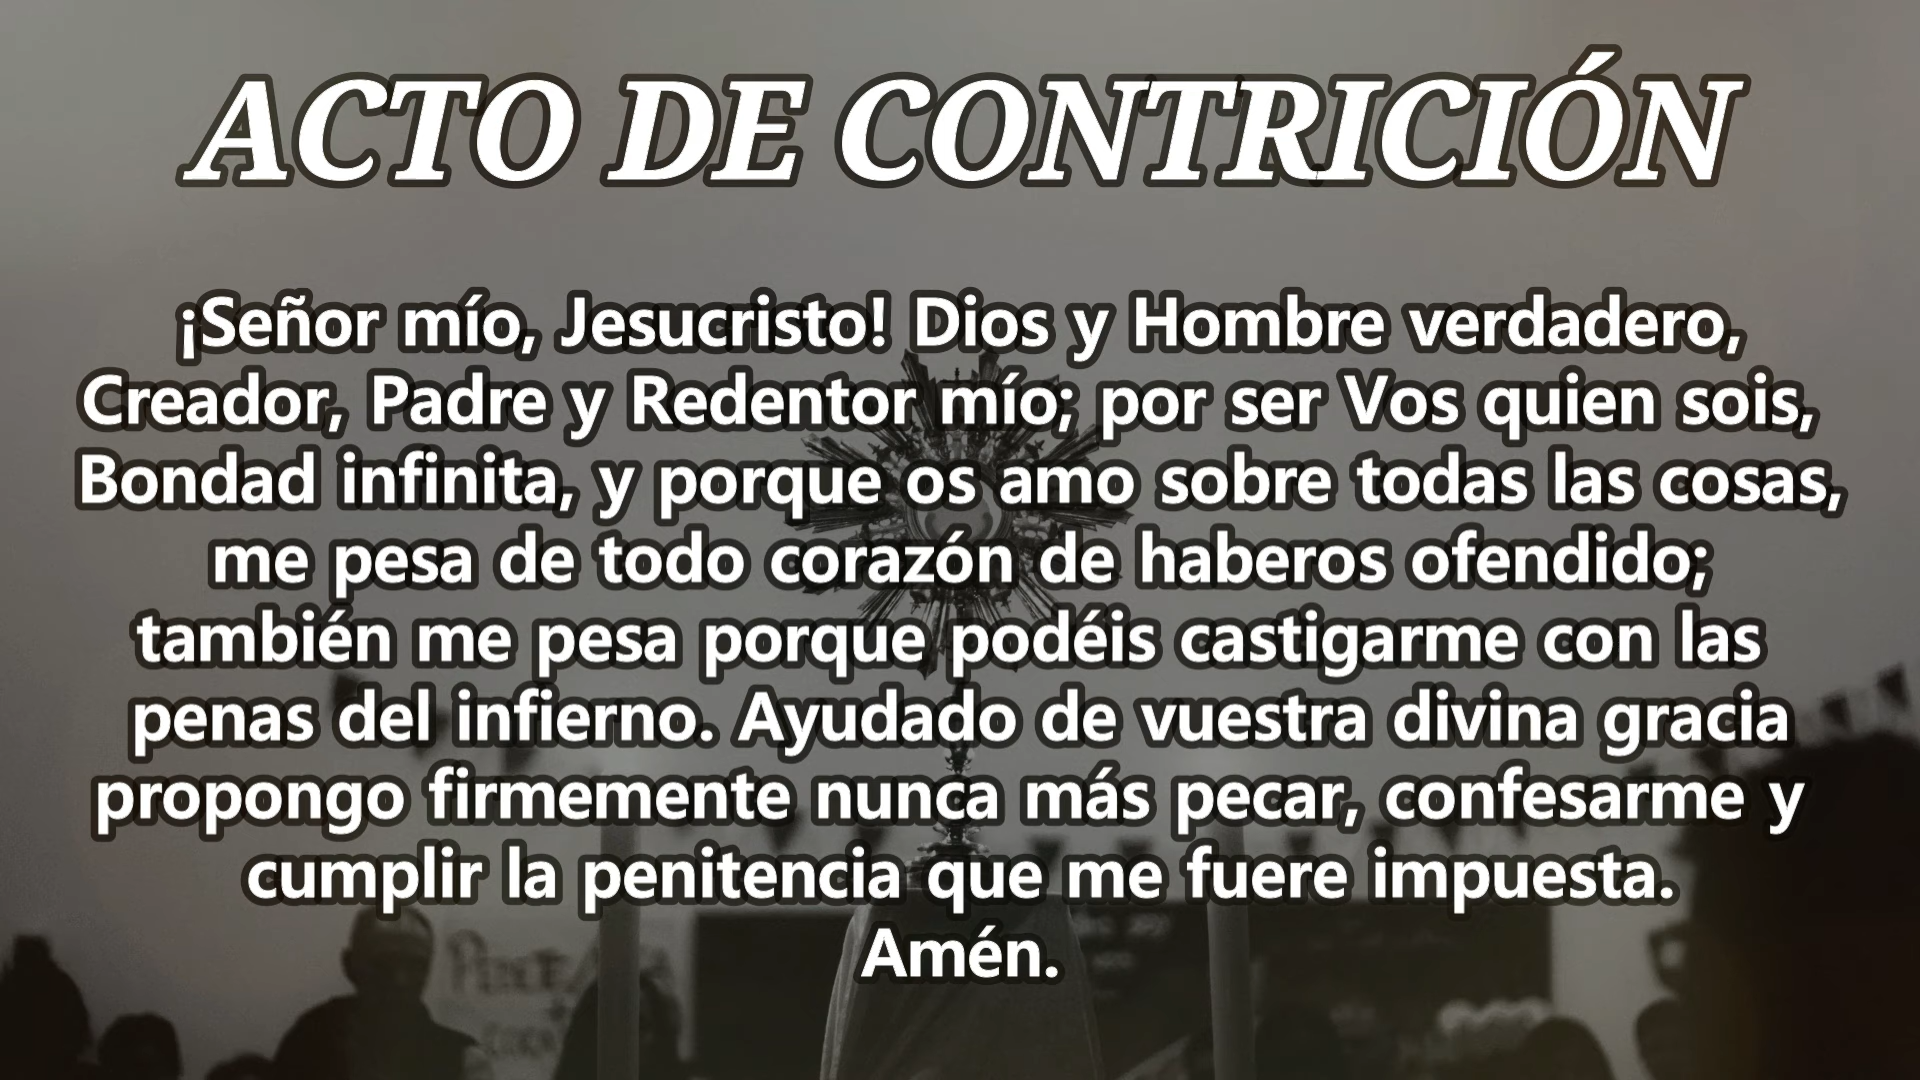 ACTO DE CONTRICIÓN
¡Señor mío, Jesucristo! Dios y Hombre verdadero,
Creador, Padre y Redentor mío; por ser Vos quien sois,
Bondad infinita, y porque os amo sobre todas las cosas,
me pesa de todo corazón de haberos ofendido;
también me pesa porque podéis castigarme con las
penas del infierno. Ayudado de vuestra divina gracia
propongo firmemente nunca más pecar, confesarme y
cumplir la penitencia que me fuere impuesta.
Amén.